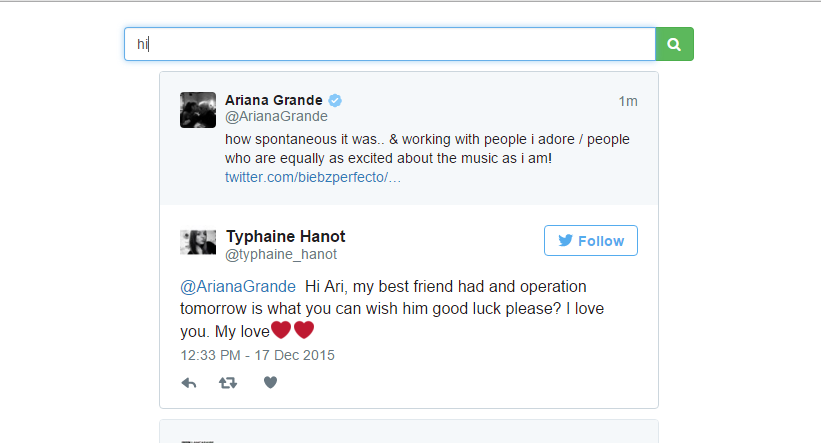 hi
Ariana Grande
1m
@ArianaGrande
how spontaneous it was.. & working with people i adore / people
who are equally as excited about the music as i am!
twitter.com/biebzperfecto/…
Typhaine Hanot
Follow
@typhaine_hanot
@ArianaGrande Hi Ari, my best friend had and operation
tomorrow is what you can wish him good luck please? I love
you. My love❤❤
12:33 PM - 17 Dec 2015